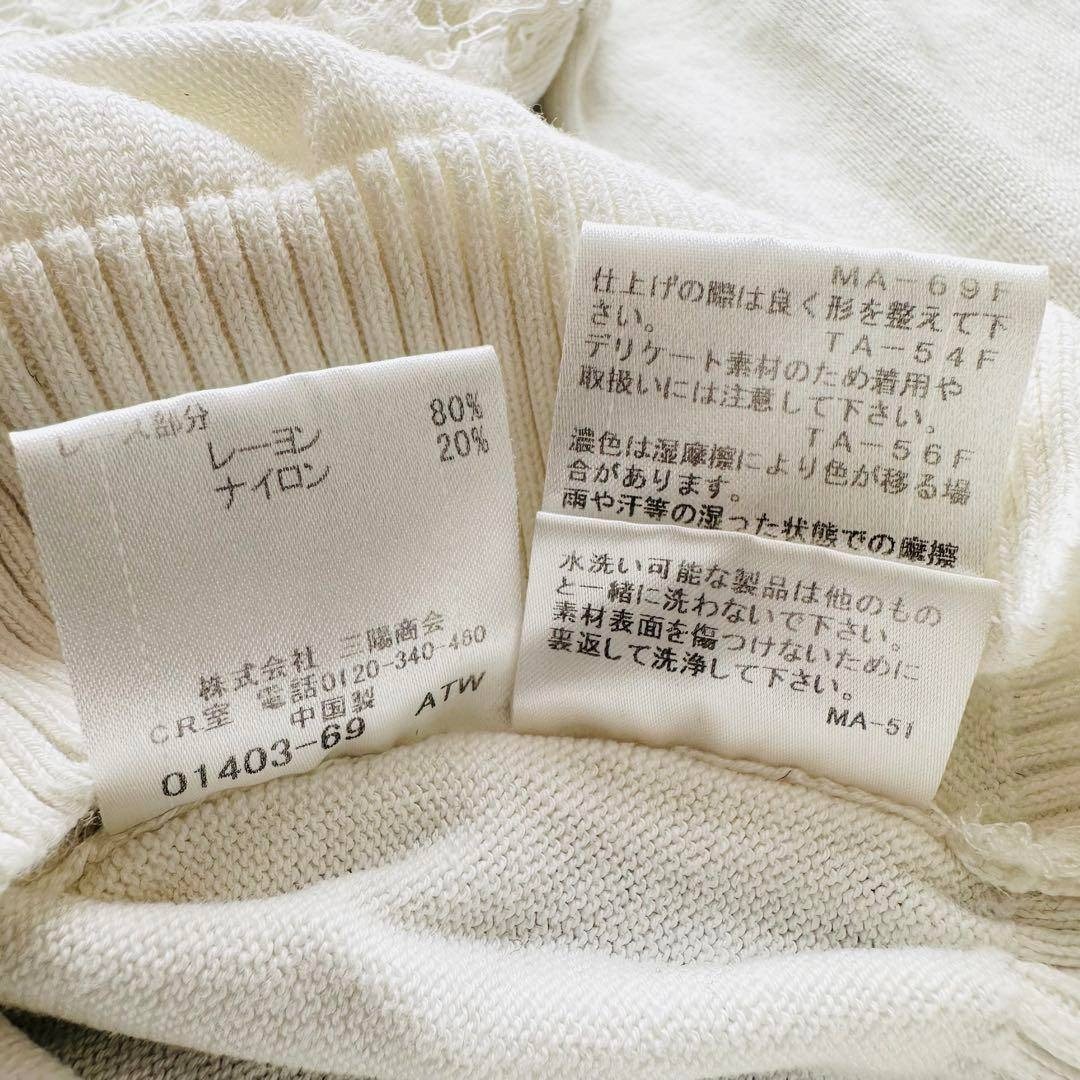 レース部分
レーヨン 80%
ナイロン 20%
株式会社 三陽商会
CR室 電話0120-340-460
中国製 ATW
01403-69
MA-69F
仕上げの際は良く形を整えて下
さい。
TA-54F
デリケート素材のため着用や
取扱いには注意して下さい。
TA-56F
濃色は湿摩擦により色が移る場
合があります。
雨や汗等の湿った状態での摩擦
水洗い可能な製品は他のもの
と一緒に洗わないで下さい。
素材表面を傷つけないために
裏返して洗浄して下さい。
MA-51